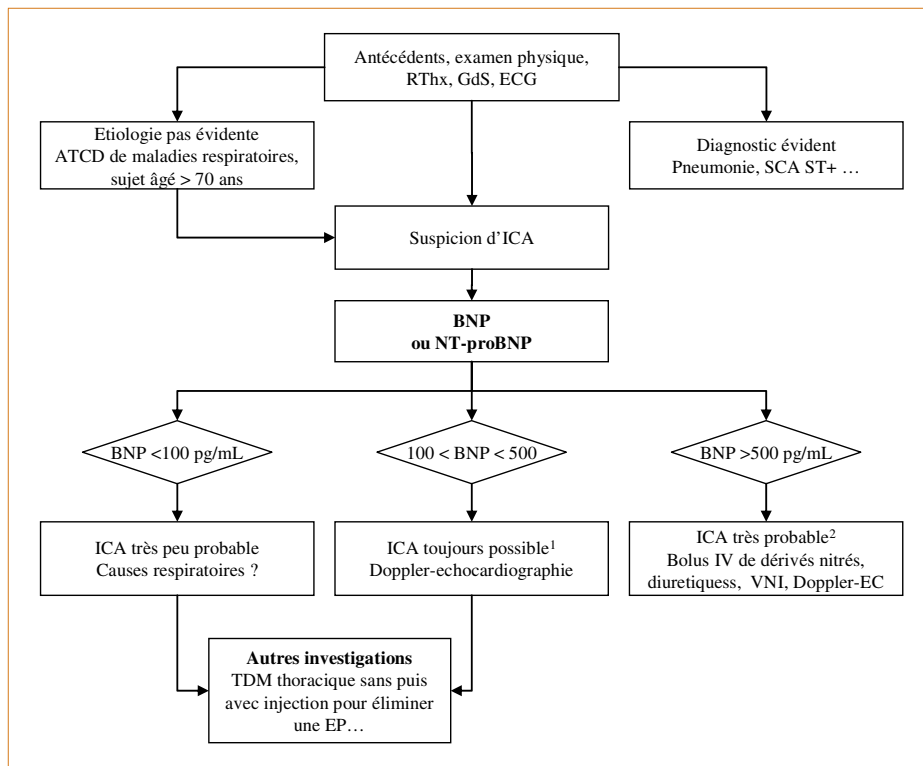 Antécédents, examen physique,
RThx, GdS, ECG
Etiologie pas évidente
ATCD de maladies respiratoires,
sujet âgé > 70 ans
Diagnostic évident
Pneumonie, SCA ST+ …
Suspicion d’ICA
BNP
ou NT-proBNP
BNP <100 pg/mL
100 < BNP < 500
BNP >500 pg/mL
ICA très peu probable
Causes respiratoires ?
ICA toujours possible¹
Doppler-echocardiographie
ICA très probable²
Bolus IV de dérivés nitrés,
diuretiquess, VNI, Doppler-EC
Autres investigations
TDM thoracique sans puis
avec injection pour éliminer
une EP…